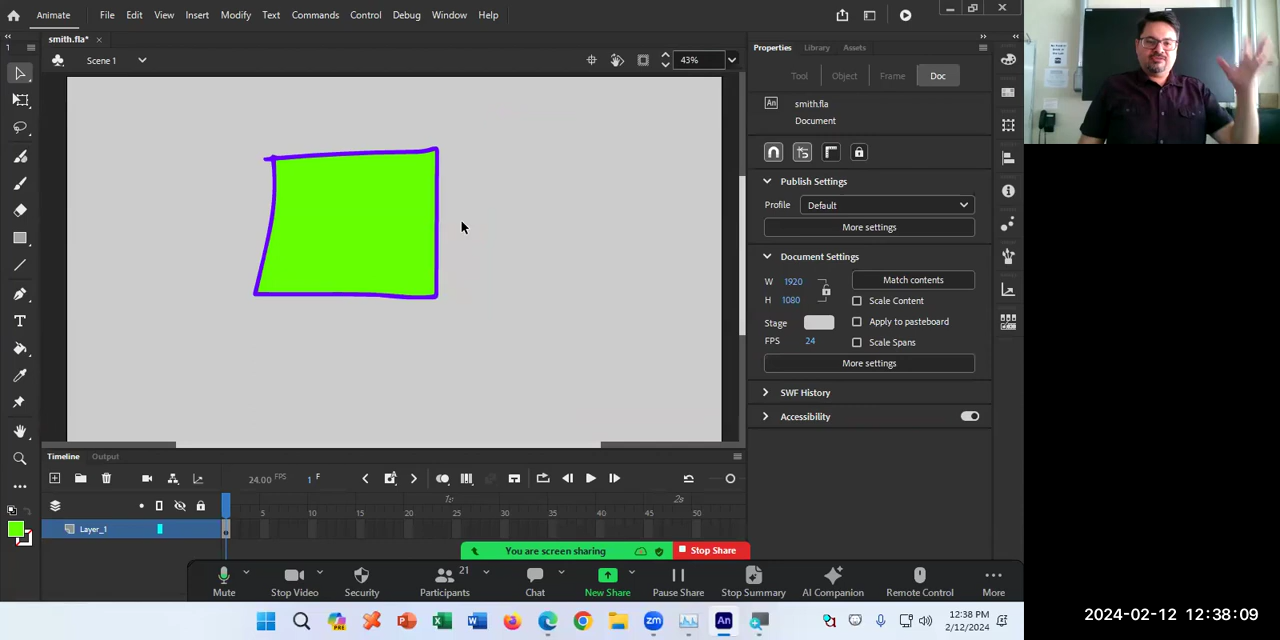 Animate File Edit View Insert Modify Text Commands Control Debug Window Help
smith.fla*
1 Scene 1 43%
Properties Library Assets
Tool Object Frame Doc
An smith.fla
Document
Publish Settings
Profile Default
More settings
Document Settings
W 1920 Match contents
H 1080 Scale Content
Stage Apply to pasteboard
FPS 24 Scale Spans
More settings
SWF History
Accessibility
Timeline Output
24.00 FPS 1 F
1s 2s
5 10 15 20 25 30 35 40 45 50
Layer_1
You are screen sharing Stop Share
21
Mute Stop Video Security Participants Chat New Share Pause Share Stop Summary AI Companion Remote Control More
12:38 PM
2/12/2024
2024-02-12 12:38:09